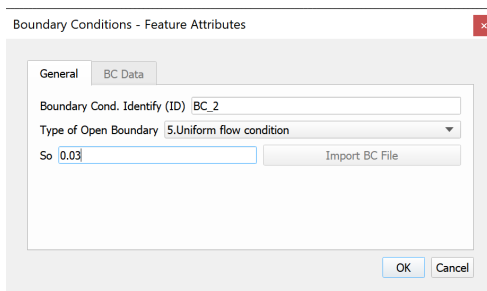 Boundary Conditions - Feature Attributes
General BC Data
Boundary Cond. Identify (ID) BC_2
Type of Open Boundary 5.Uniform flow condition
So 0.03 Import BC File
OK Cancel